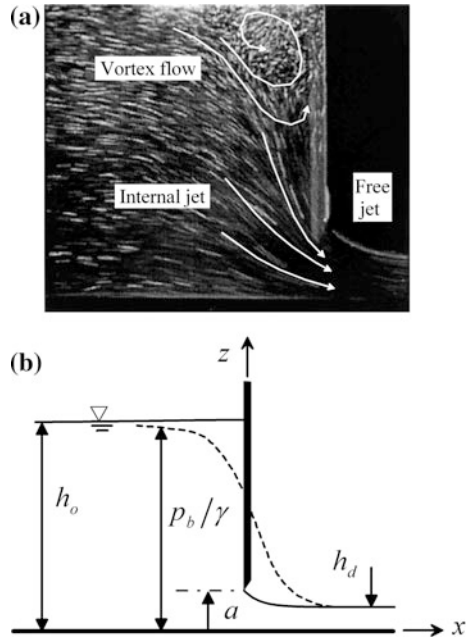 (a)
Vortex flow
Internal jet
Free
jet
(b)
z
h_o
p_b/γ
h_d
a
x